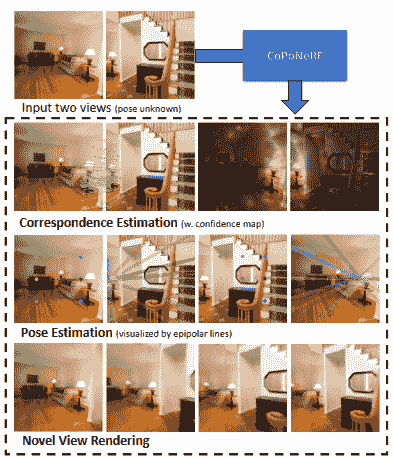 CoPoNeRF
Input two views (pose unknown)
Correspondence Estimation (w. confidence map)
Pose Estimation (visualized by epipolar lines)
Novel View Rendering